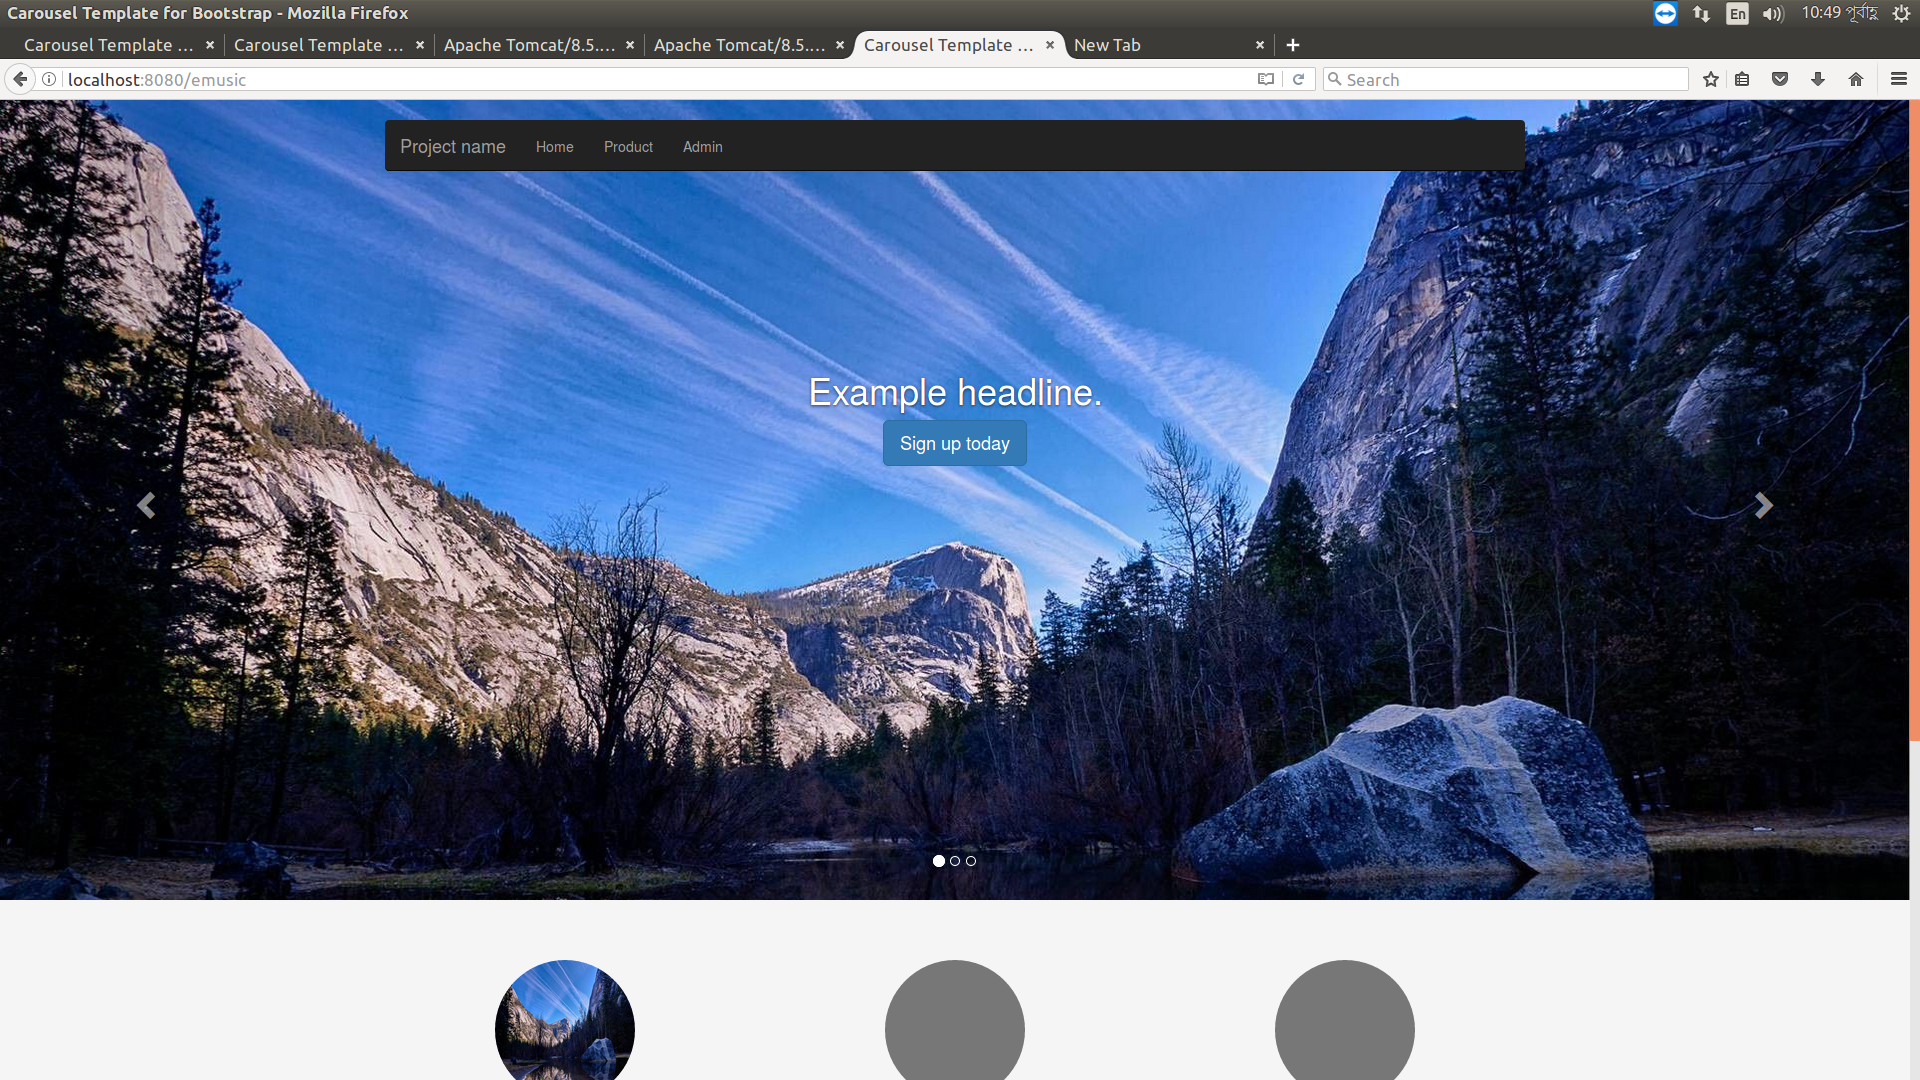 Carousel Template for Bootstrap - Mozilla Firefox
En
10:49 পূর্বাহ্ণ
Carousel Template ...
Carousel Template ...
Apache Tomcat/8.5....
Apache Tomcat/8.5....
Carousel Template ...
New Tab
localhost:8080/emusic
Search
Project name
Home
Product
Admin
Example headline.
Sign up today